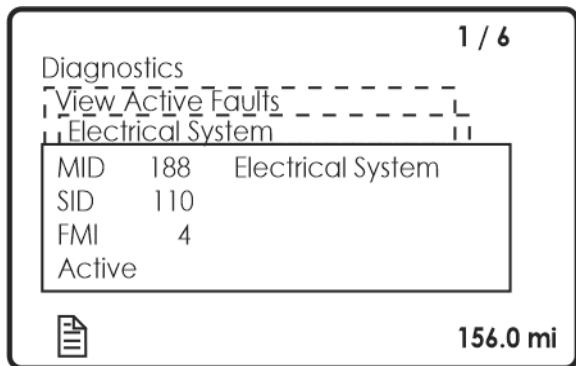 1 / 6
Diagnostics
View Active Faults
Electrical System
MID 188 Electrical System
SID 110
FMI 4
Active
156.0 mi